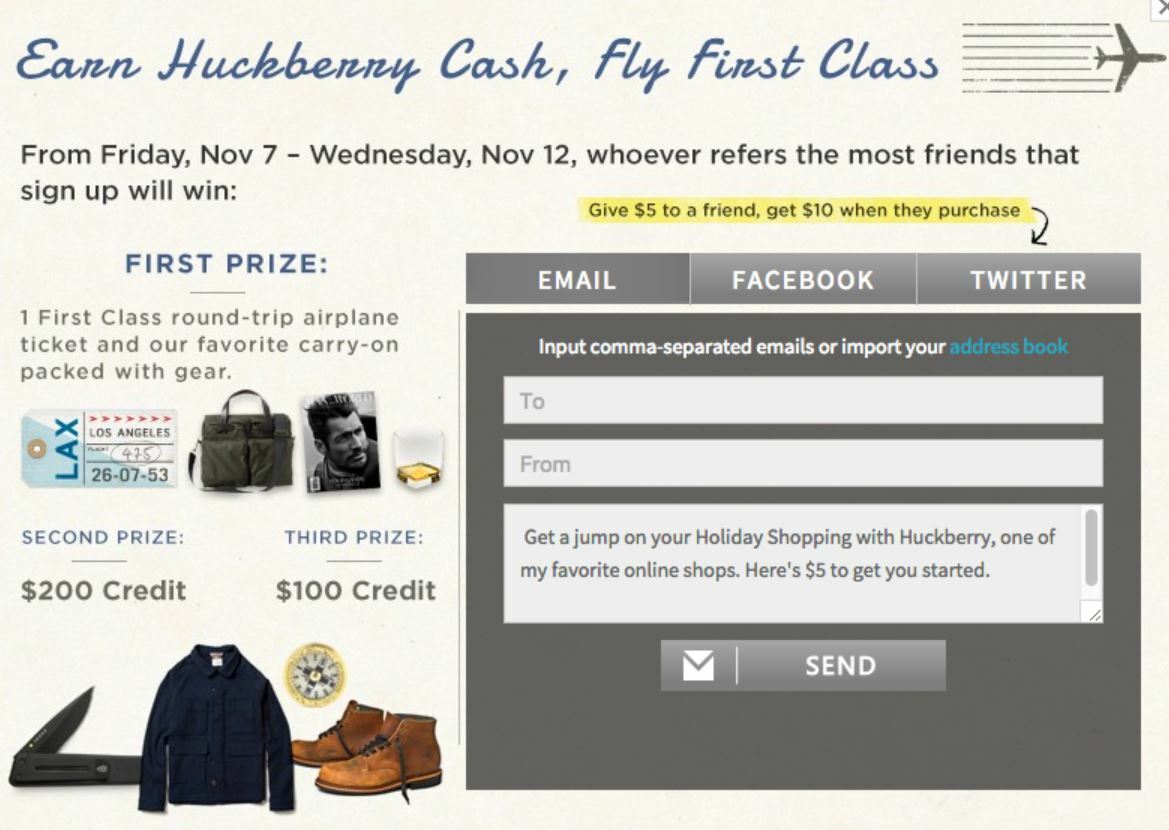 Earn Huckberry Cash, Fly First Class
From Friday, Nov 7 – Wednesday, Nov 12, whoever refers the most friends that
sign up will win:
Give $5 to a friend, get $10 when they purchase
FIRST PRIZE:
1 First Class round-trip airplane
ticket and our favorite carry-on
packed with gear.
LAX
LOS ANGELES
FLIGHT 475
26-07-53
SECOND PRIZE:
$200 Credit
THIRD PRIZE:
$100 Credit
EMAIL
FACEBOOK
TWITTER
Input comma-separated emails or import your address book
To
From
Get a jump on your Holiday Shopping with Huckberry, one of
my favorite online shops. Here's $5 to get you started.
SEND